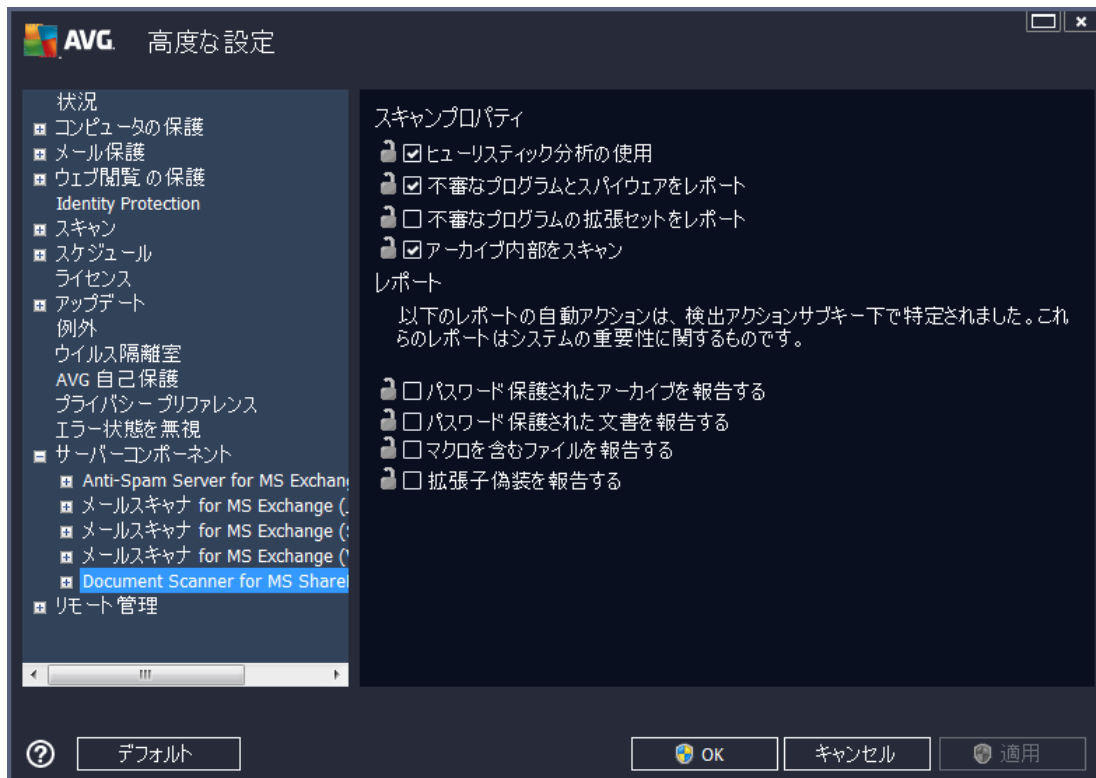 AVG. 高度な設定
状況
コンピュータの保護
メール保護
ウェブ閲覧 の保護
Identity Protection
スキャン
スケジュール
ライセンス
アップデート
例外
ウイルス隔離室
AVG 自己保護
プライバシー プリファレンス
エラー状態を無視
サーバーコンポーネント
Anti-Spam Server for MS Exchan
メールスキャナ for MS Exchange (
メールスキャナ for MS Exchange (
メールスキャナ for MS Exchange (
Document Scanner for MS Share
リモート管理
スキャンプロパティ
ヒューリスティック分析の使用
不審なプログラムとスパイウェアをレポート
不審なプログラムの拡張セットをレポート
アーカイブ内部をスキャン
レポート
以下のレポートの自動アクションは、検出アクションサブキー下で特定されました。これ
らのレポートはシステムの重要性に関するものです。
パスワード保護されたアーカイブを報告する
パスワード保護された文書を報告する
マクロを含むファイルを報告する
拡張子偽装を報告する
デフォルト
OK
キャンセル
適用